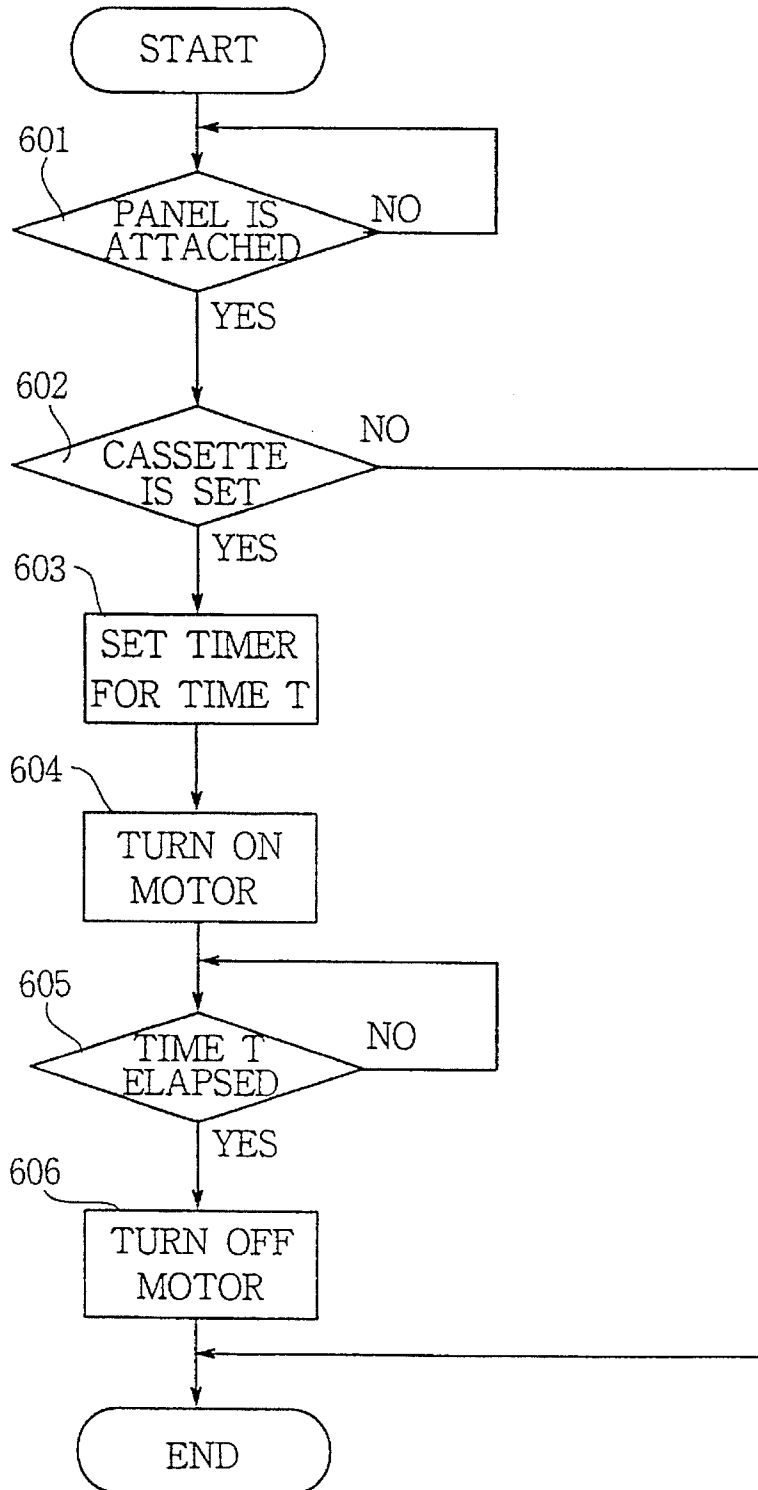 START
601
PANEL IS
ATTACHED
NO
YES
602
CASSETTE
IS SET
NO
YES
603
SET TIMER
FOR TIME T
604
TURN ON
MOTOR
605
TIME T
ELAPSED
NO
YES
606
TURN OFF
MOTOR
END